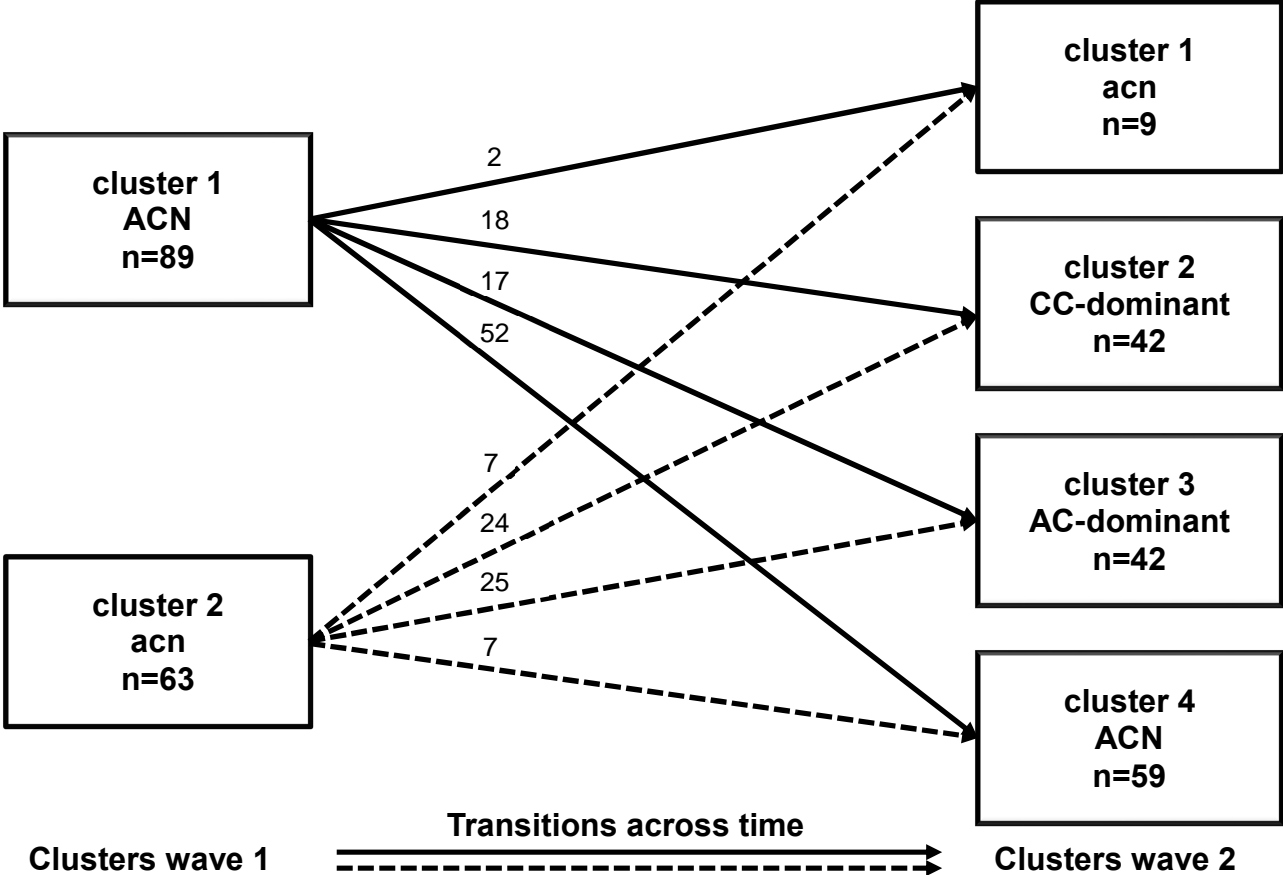 cluster 1
ACN
n=89
cluster 2
acn
n=63
2
18
17
52
7
24
25
7
cluster 1
acn
n=9
cluster 2
CC-dominant
n=42
cluster 3
AC-dominant
n=42
cluster 4
ACN
n=59
Clusters wave 1
Transitions across time
Clusters wave 2